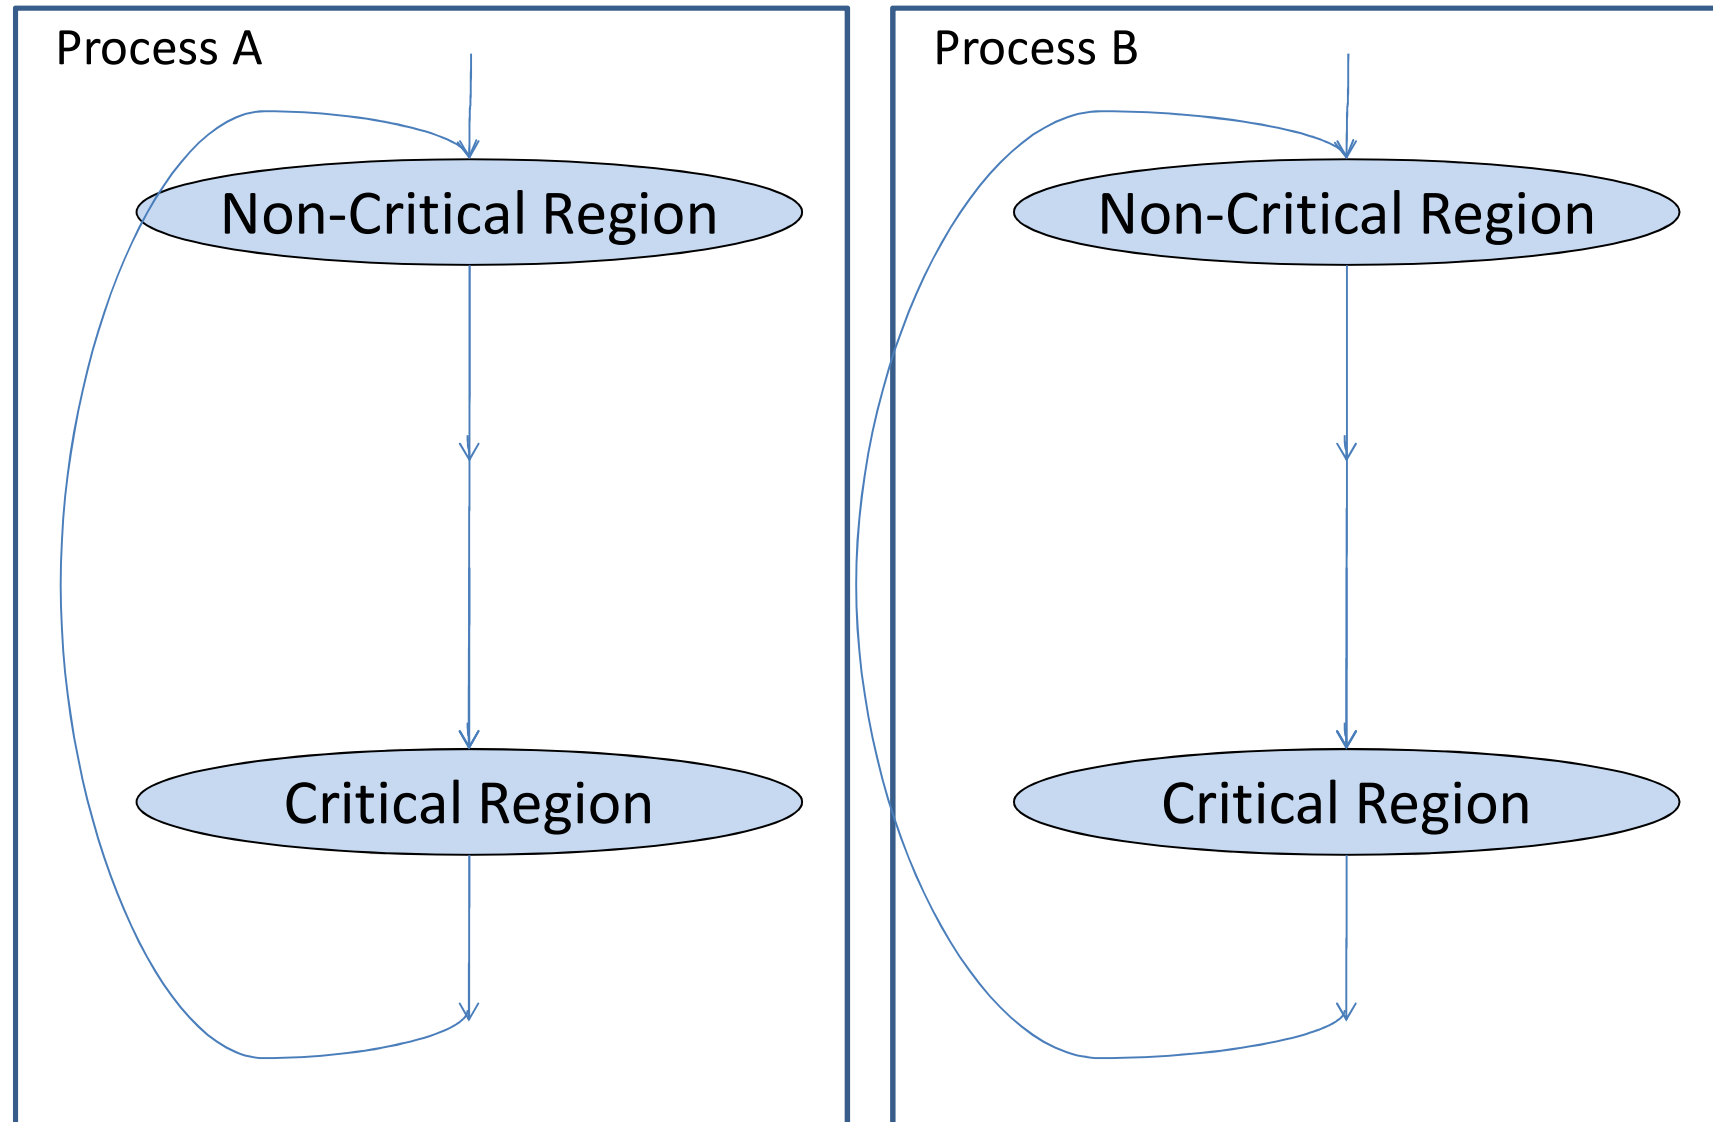 Process A
Non-Critical Region
Critical Region
Process B
Non-Critical Region
Critical Region